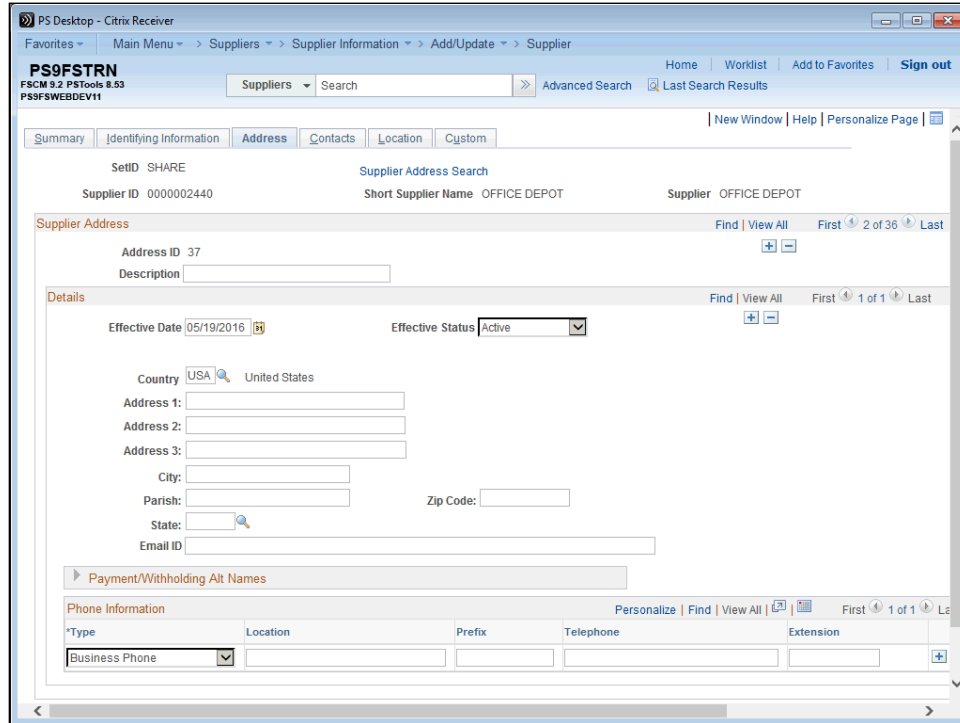 PS Desktop - Citrix Receiver
Favorites Main Menu > Suppliers > Supplier Information > Add/Update > Supplier
PS9FSTRN
FSCM 9.2 PSTools 8.53
PS9FSWEBDEV11
Home Worklist Add to Favorites Sign out
Suppliers Search >> Advanced Search Last Search Results
New Window | Help | Personalize Page |
Summary Identifying Information Address Contacts Location Custom
SetID SHARE Supplier Address Search
Supplier ID 0000002440 Short Supplier Name OFFICE DEPOT Supplier OFFICE DEPOT
Supplier Address Find | View All First 2 of 36 Last
Address ID 37
Description
Details Find | View All First 1 of 1 Last
Effective Date 05/19/2016 31 Effective Status Active
Country USA United States
Address 1:
Address 2:
Address 3:
City:
Parish: Zip Code:
State:
Email ID
Payment/Withholding Alt Names
Phone Information Personalize | Find | View All | | First 1 of 1 La
*Type Location Prefix Telephone Extension
Business Phone